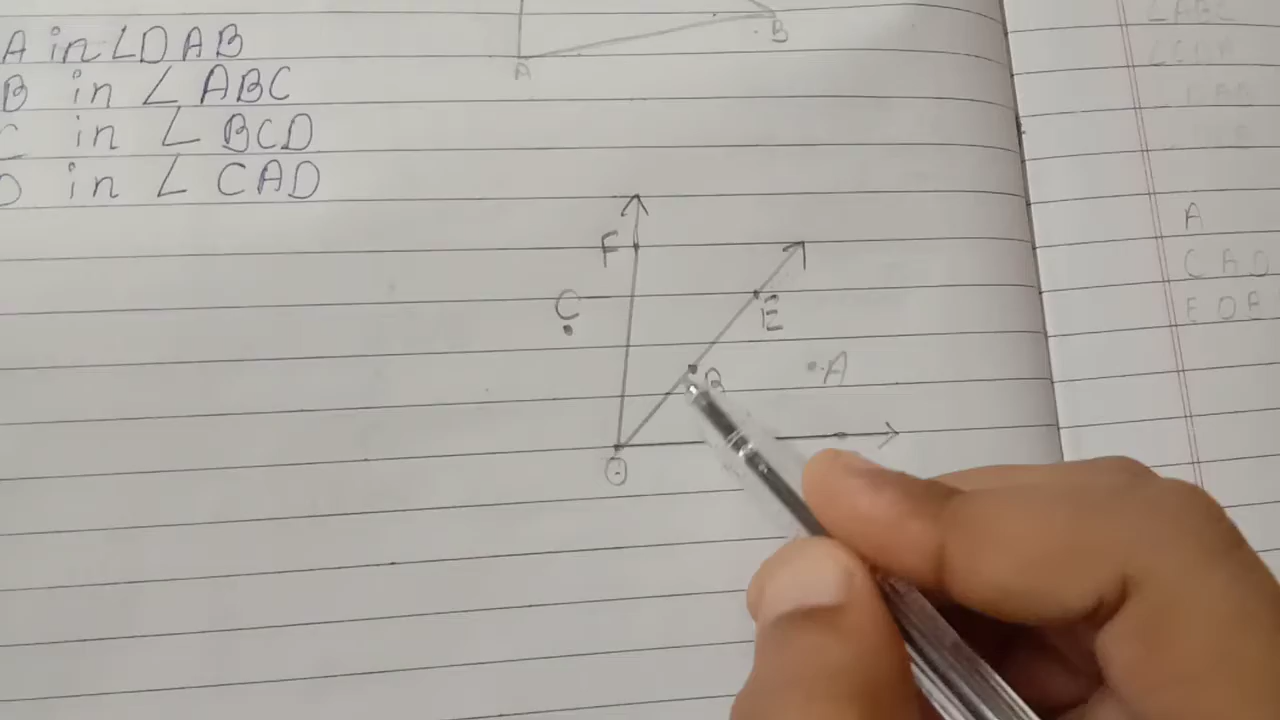 A in ∠DAB
B in ∠ ABC
C in ∠ BCD
D in ∠ CAD
B
A
F
C
E
B
A
O
A